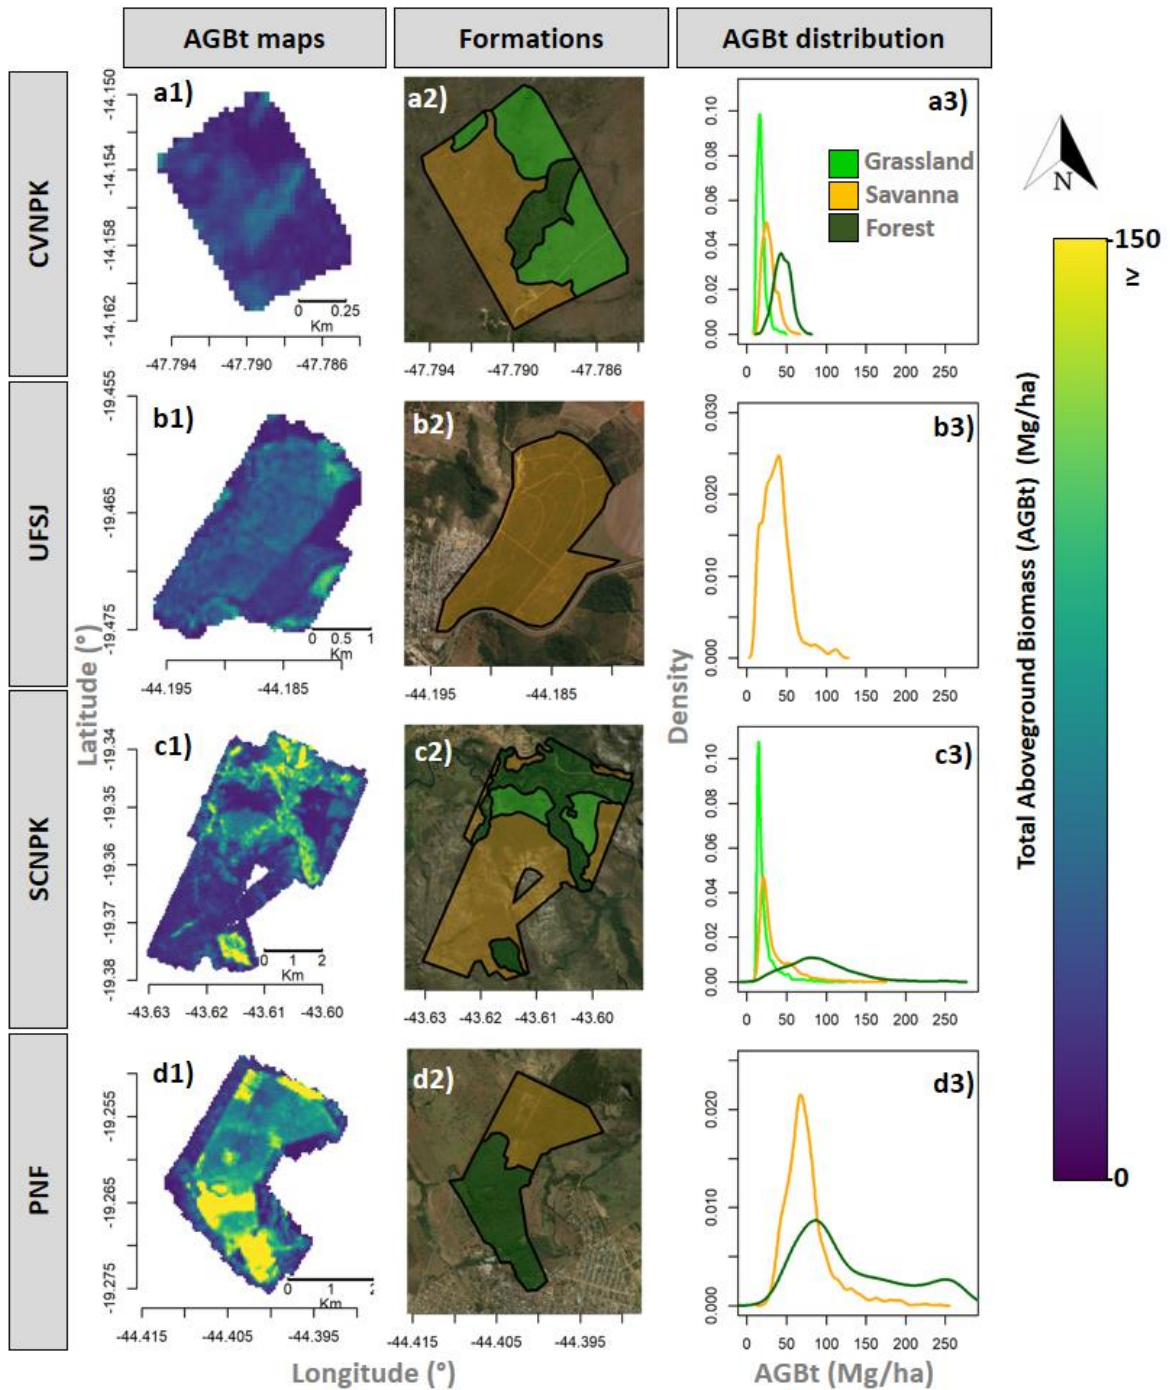 AGBt maps Formations AGBt distribution
CVNPK
a1)
-14.150
-14.154
-14.158
-14.162
0 0.25
Km
-47.794 -47.790 -47.786
a2)
-47.794 -47.790 -47.786
a3)
0.10
0.08
0.06
0.04
0.02
0.00
Grassland
Savanna
Forest
0 50 100 150 200 250
N
UFSJ
b1)
-19.455
-19.465
-19.475
0 0.5 1
Km
-44.195 -44.185
b2)
-44.195 -44.185
b3)
0.030
0.020
0.010
0.000
0 50 100 150 200 250
SCNPK
c1)
-19.34
-19.35
-19.36
-19.37
-19.38
0 1 2
Km
-43.63 -43.62 -43.61 -43.60
c2)
-43.63 -43.62 -43.61 -43.60
c3)
0.10
0.08
0.06
0.04
0.02
0.00
0 50 100 150 200 250
PNF
d1)
-19.255
-19.265
-19.275
0 1 2
Km
-44.415 -44.405 -44.395
d2)
-44.415 -44.405 -44.395
d3)
0.020
0.010
0.000
0 50 100 150 200 250
Latitude (°)
Density
Longitude (°) AGBt (Mg/ha)
Total Aboveground Biomass (AGBt) (Mg/ha)
150
≥
0